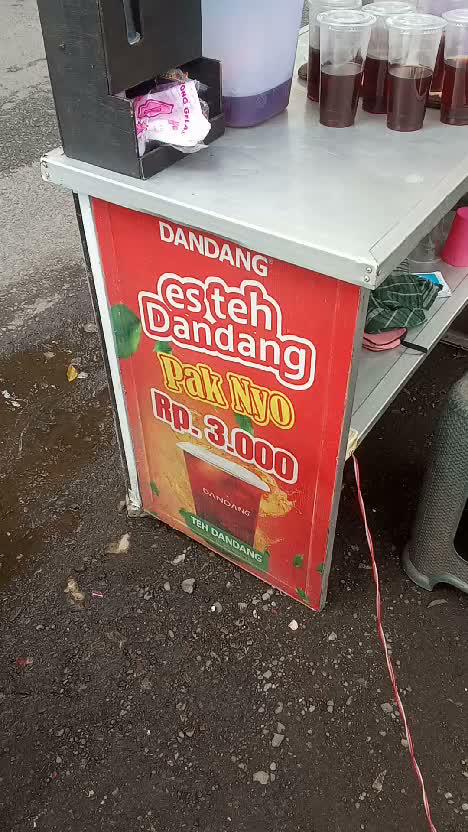 DANDANG
es teh
Dandang
Pak Nyo
Rp. 3.000
DANDANG
TEH DANDANG